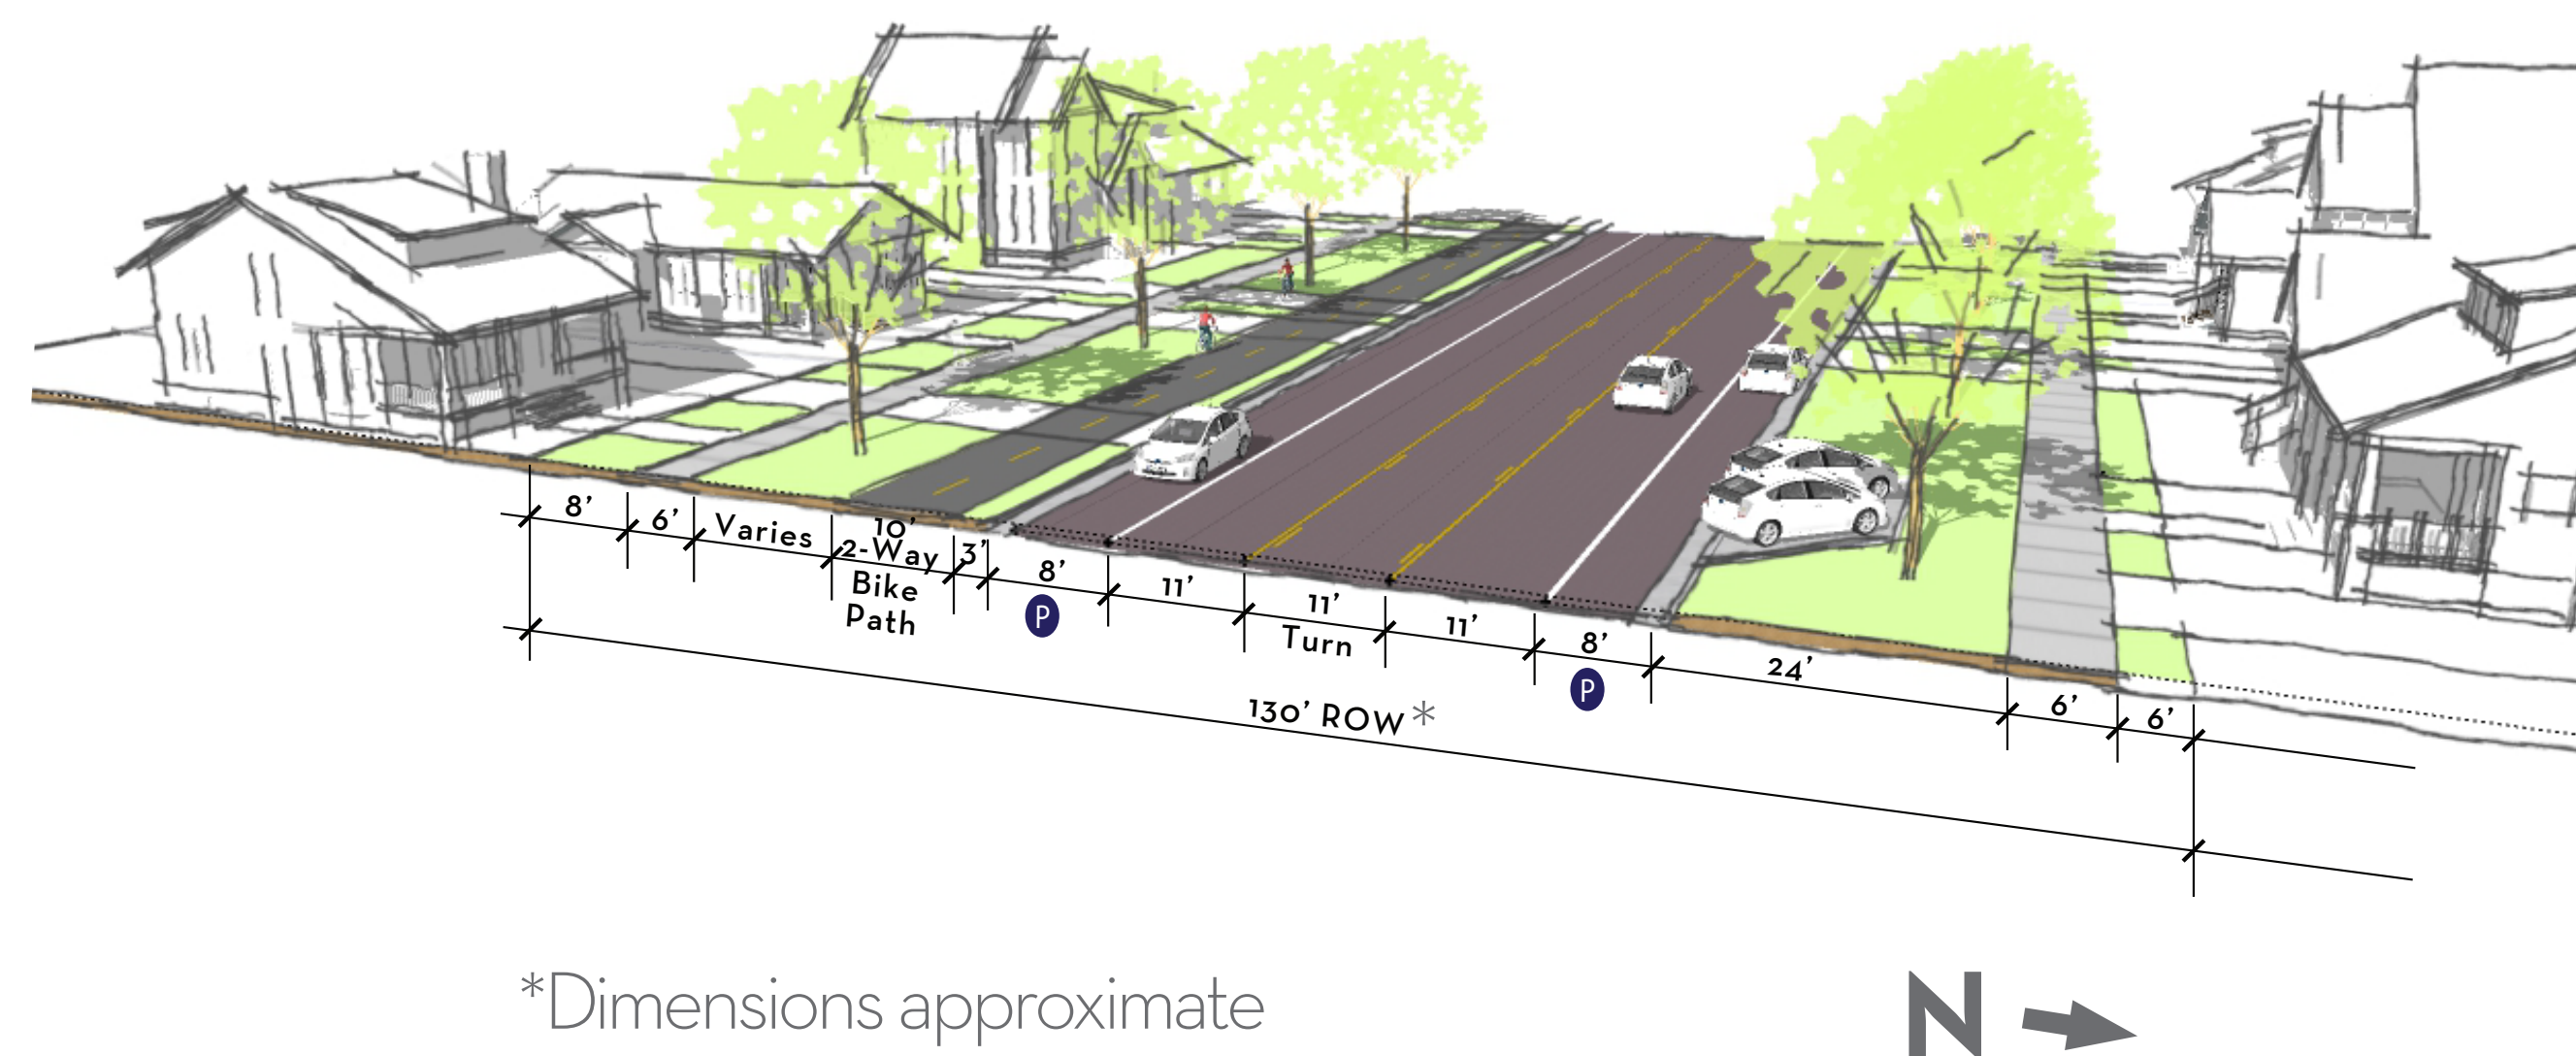 8’
6’
Varies
10’
2-Way
Bike
Path
3’
8’
P
11’
11’
Turn
11’
8’
P
24’
6’
6’
130’ ROW*
*Dimensions approximate
N